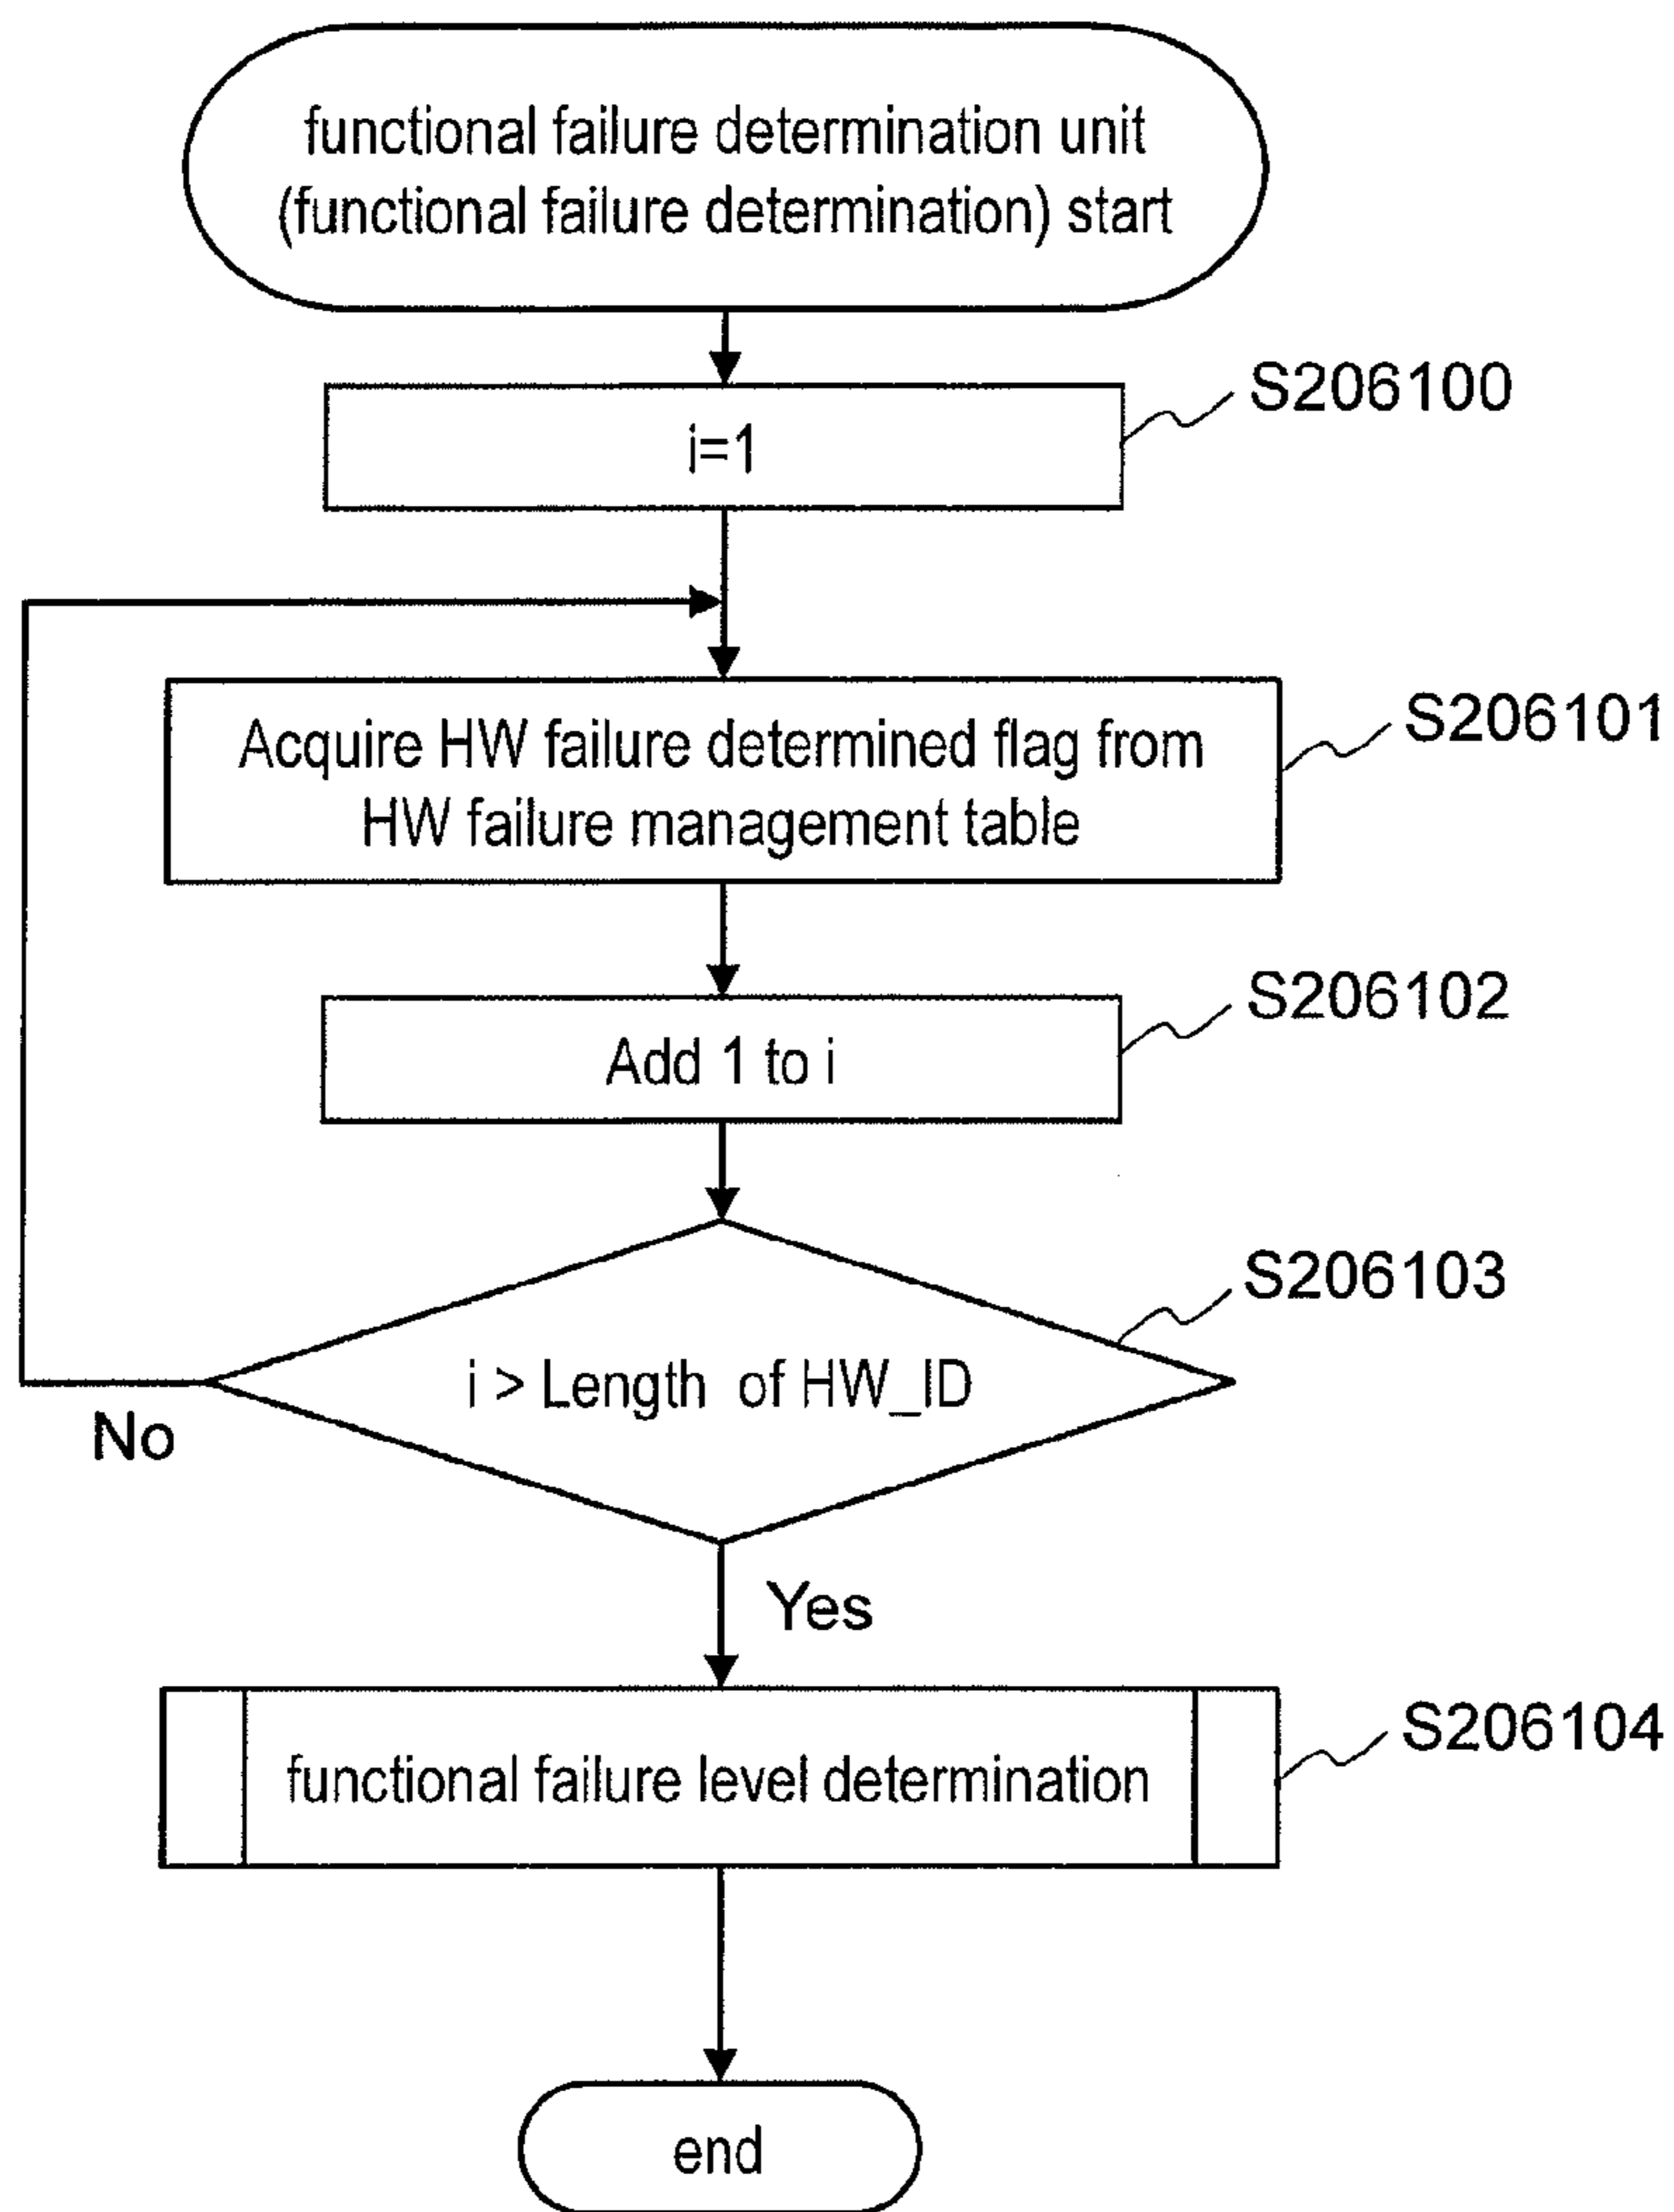 functional failure determination unit
(functional failure determination) start
S206100
i=1
S206101
Acquire HW failure determined flag from
HW failure management table
S206102
Add 1 to i
S206103
i > Length of HW_ID
No
Yes
S206104
functional failure level determination
end